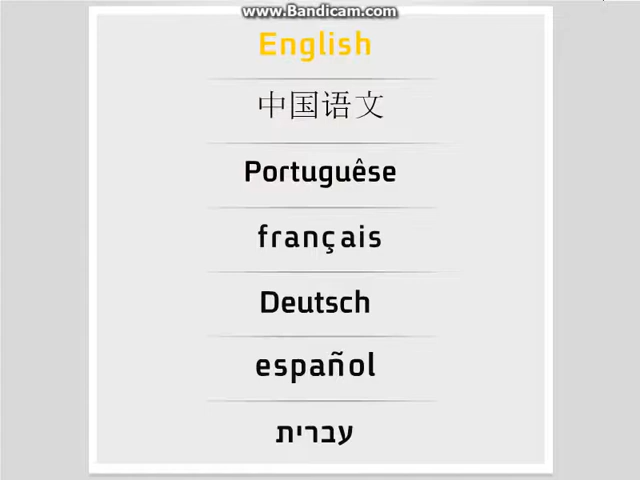 www.Bandicam.com
English
中国语文
Portuguêse
français
Deutsch
español
עברית